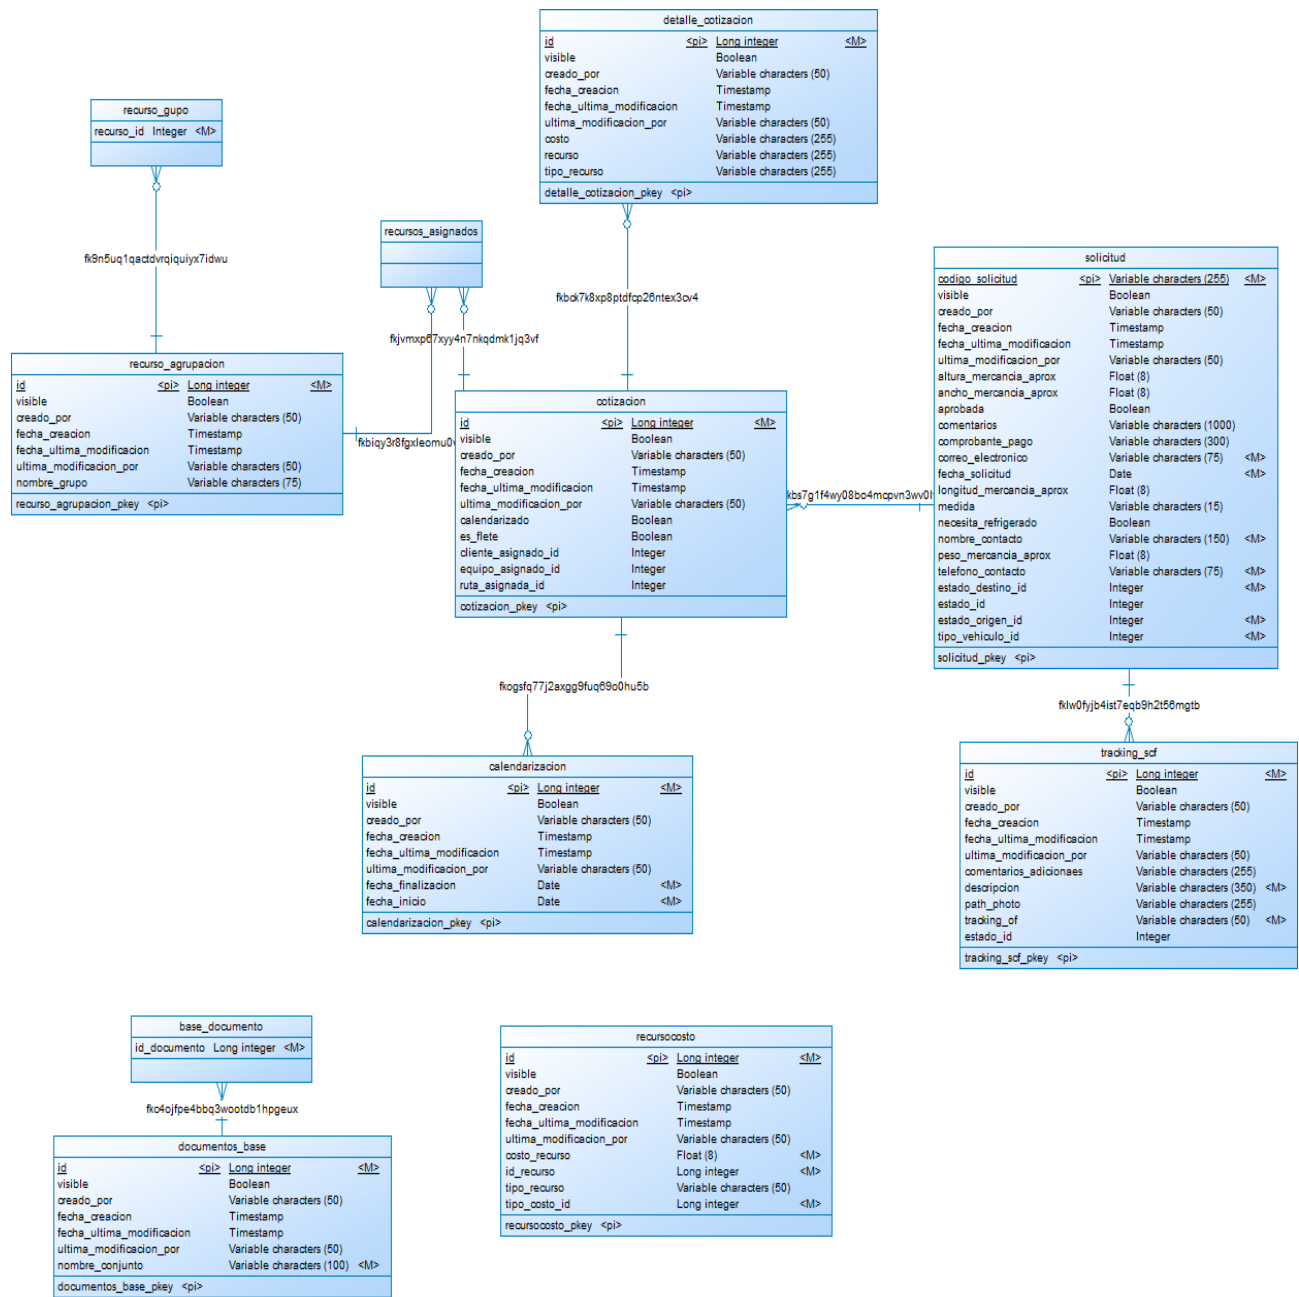 detalle_cotizacion
id <pi> Long integer <M>
visible Boolean
creado_por Variable characters (50)
fecha_creacion Timestamp
fecha_ultima_modificacion Timestamp
ultima_modificacion_por Variable characters (50)
costo Variable characters (255)
recurso Variable characters (255)
tipo_recurso Variable characters (255)
detalle_cotizacion_pkey <pi>
recurso_gupo
recurso_id Integer <M>
recursos_asignados
fk9n5uq1qactdvrqiquiyx7idwu
fkbck7k8xp8ptdfcp26ntex3cv4
fkjvmxp67xyy4n7nkqdmk1jq3vf
solicitud
codigo_solicitud <pi> Variable characters (255) <M>
visible Boolean
creado_por Variable characters (50)
fecha_creacion Timestamp
fecha_ultima_modificacion Timestamp
ultima_modificacion_por Variable characters (50)
altura_mercancia_aprox Float (8)
ancho_mercancia_aprox Float (8)
aprobada Boolean
comentarios Variable characters (1000)
comprobante_pago Variable characters (300)
correo_electronico Variable characters (75) <M>
fecha_solicitud Date <M>
longitud_mercancia_aprox Float (8)
medida Variable characters (15)
necesita_refrigerado Boolean
nombre_contacto Variable characters (150) <M>
peso_mercancia_aprox Float (8)
telefono_contacto Variable characters (75) <M>
estado_destino_id Integer <M>
estado_id Integer
estado_origen_id Integer <M>
tipo_vehiculo_id Integer <M>
solicitud_pkey <pi>
recurso_agrupacion
id <pi> Long integer <M>
visible Boolean
creado_por Variable characters (50)
fecha_creacion Timestamp
fecha_ultima_modificacion Timestamp
ultima_modificacion_por Variable characters (50)
nombre_grupo Variable characters (75)
recurso_agrupacion_pkey <pi>
fkbiqy3r8fgxleomu0
cotizacion
id <pi> Long integer <M>
visible Boolean
creado_por Variable characters (50)
fecha_creacion Timestamp
fecha_ultima_modificacion Timestamp
ultima_modificacion_por Variable characters (50)
calendarizado Boolean
es_flete Boolean
cliente_asignado_id Integer
equipo_asignado_id Integer
ruta_asignada_id Integer
cotizacion_pkey <pi>
kbs7g1f4wy08bo4mcpvn3wv0l
fkogsfq77j2axgg9fuq69o0hu5b
fklw0fyjb4ist7eqb9h2t56mgtb
calendarizacion
id <pi> Long integer <M>
visible Boolean
creado_por Variable characters (50)
fecha_creacion Timestamp
fecha_ultima_modificacion Timestamp
ultima_modificacion_por Variable characters (50)
fecha_finalizacion Date <M>
fecha_inicio Date <M>
calendarizacion_pkey <pi>
tracking_scf
id <pi> Long integer <M>
visible Boolean
creado_por Variable characters (50)
fecha_creacion Timestamp
fecha_ultima_modificacion Timestamp
ultima_modificacion_por Variable characters (50)
comentarios_adicionaes Variable characters (255)
descripcion Variable characters (350) <M>
path_photo Variable characters (255)
tracking_of Variable characters (50) <M>
estado_id Integer
tracking_scf_pkey <pi>
base_documento
id_documento Long integer <M>
fko4ojfpe4bbq3wootdb1hpgeux
documentos_base
id <pi> Long integer <M>
visible Boolean
creado_por Variable characters (50)
fecha_creacion Timestamp
fecha_ultima_modificacion Timestamp
ultima_modificacion_por Variable characters (50)
nombre_conjunto Variable characters (100) <M>
documentos_base_pkey <pi>
recursocosto
id <pi> Long integer <M>
visible Boolean
creado_por Variable characters (50)
fecha_creacion Timestamp
fecha_ultima_modificacion Timestamp
ultima_modificacion_por Variable characters (50)
costo_recurso Float (8) <M>
id_recurso Long integer <M>
tipo_recurso Variable characters (50)
tipo_costo_id Long integer <M>
recursocosto_pkey <pi>